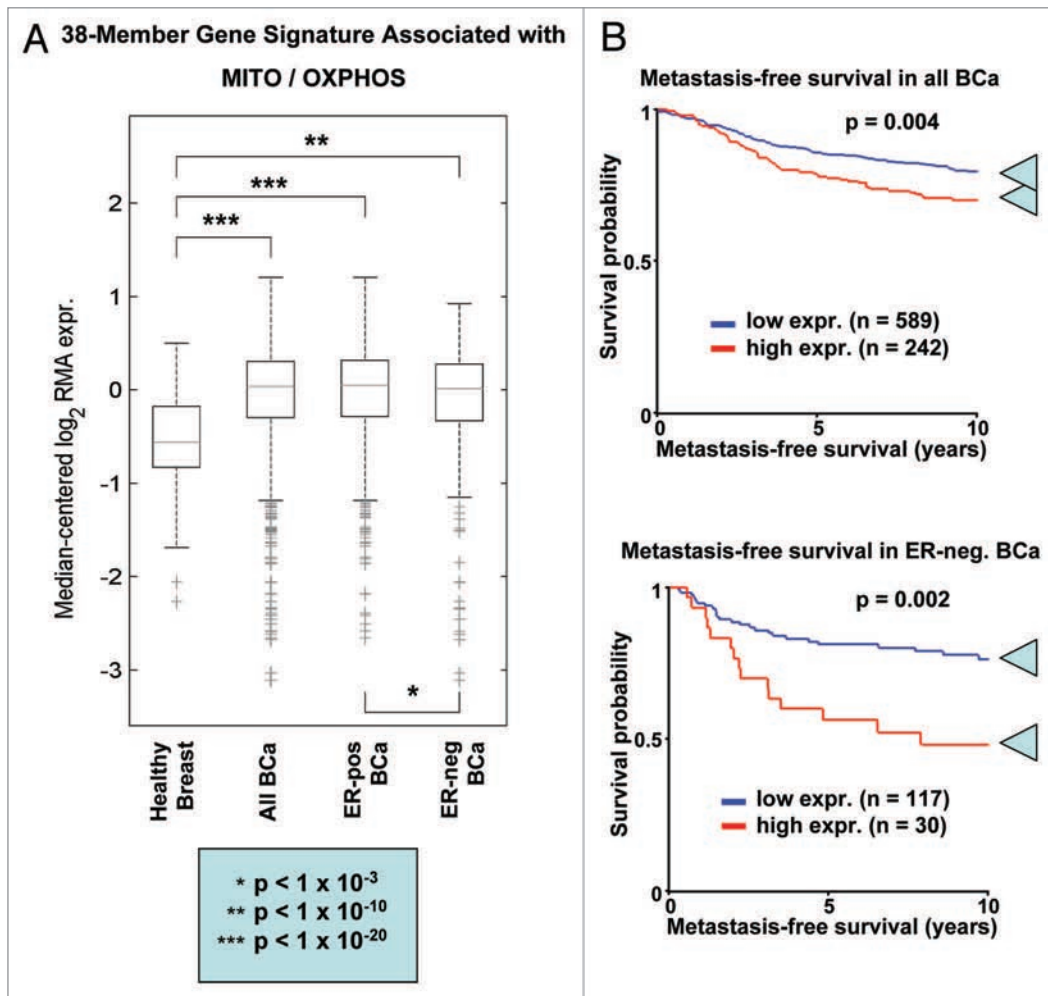 A 38-Member Gene Signature Associated with
MITO / OXPHOS
Median-centered log2 RMA expr.
2
1
0
-1
-2
-3
**
***
***
*
Healthy
Breast
All BCa
ER-pos
BCa
ER-neg
BCa
* p < 1 x 10-3
** p < 1 x 10-10
*** p < 1 x 10-20
B
Metastasis-free survival in all BCa
p = 0.004
Survival probability
1
0.5
0
low expr. (n = 589)
high expr. (n = 242)
0 5 10
Metastasis-free survival (years)
Metastasis-free survival in ER-neg. BCa
p = 0.002
Survival probability
1
0.5
0
low expr. (n = 117)
high expr. (n = 30)
0 5 10
Metastasis-free survival (years)